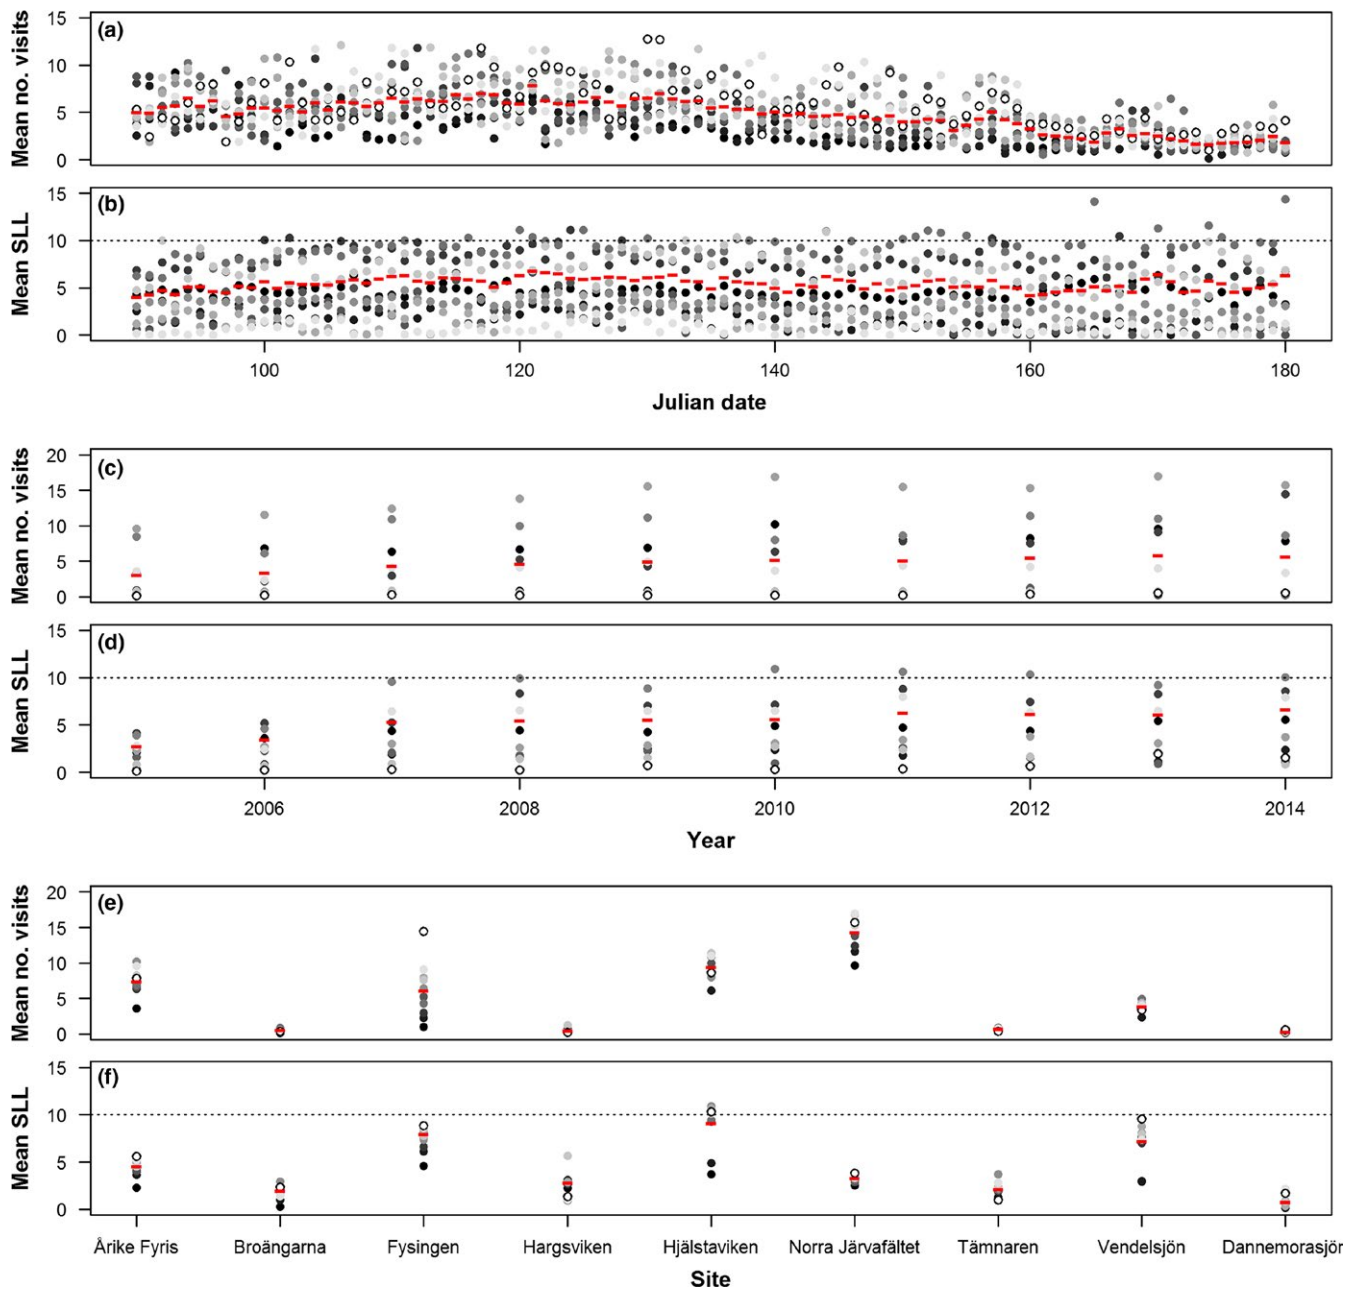 (a)
Mean no. visits
15
10
5
0
(b)
Mean SLL
15
10
5
0
100 120 140 160 180
Julian date
(c)
Mean no. visits
20
15
10
5
0
(d)
Mean SLL
15
10
5
0
2006 2008 2010 2012 2014
Year
(e)
Mean no. visits
20
15
10
5
0
(f)
Mean SLL
15
10
5
0
Årike Fyris Broängarna Fysingen Hargsviken Hjälstaviken Norra Järvafältet Tämnaren Vendelsjön Dannemorasjör
Site